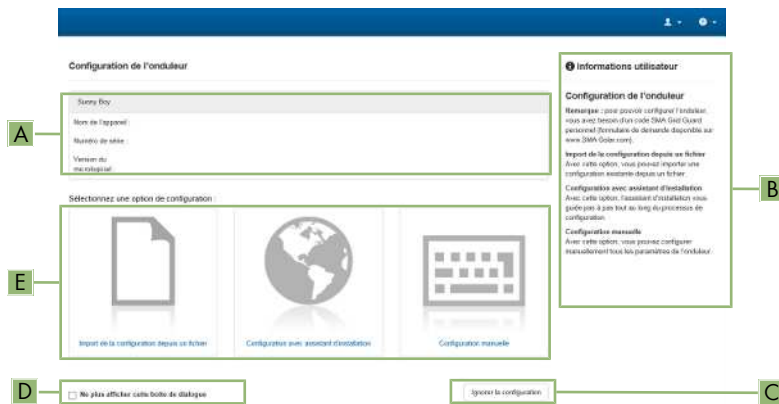 Configuration de l'onduleur
Sunny Boy
Nom de l'appareil :
Numéro de série :
Version du
micrologiciel :
A
Sélectionnez une option de configuration :
Import de la configuration depuis un fichier
Configuration avec assistant d'installation
Configuration manuelle
E
Ne plus afficher cette boîte de dialogue
D
Ignorer la configuration
C
Informations utilisateur
Configuration de l'onduleur
Remarque : pour pouvoir configurer l'onduleur,
vous avez besoin d'un code SMA Grid Guard
personnel (formulaire de demande disponible sur
www.SMA-Solar.com).
Import de la configuration depuis un fichier
Avec cette option, vous pouvez importer une
configuration existante depuis un fichier.
Configuration avec assistant d'installation
Avec cette option, l'assistant d'installation vous
guide pas à pas tout au long du processus de
configuration.
Configuration manuelle
Avec cette option, vous pouvez configurer
manuellement tous les paramètres de l'onduleur.
B